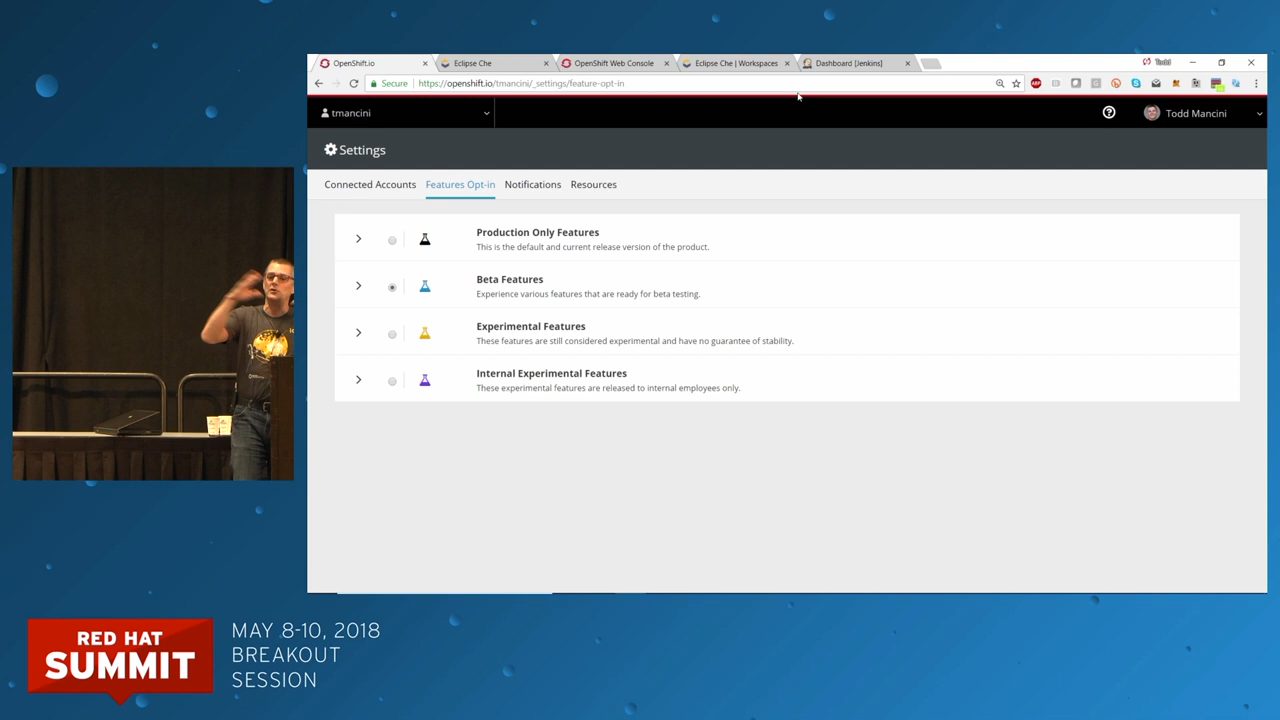 OpenShift.io
Eclipse Che
OpenShift Web Console
Eclipse Che | Workspaces
Dashboard [Jenkins]
Todd
Secure
https://openshift.io/tmancini/_settings/feature-opt-in
tmancini
Todd Mancini
Settings
Connected Accounts
Features Opt-in
Notifications
Resources
Production Only Features
This is the default and current release version of the product.
Beta Features
Experience various features that are ready for beta testing.
Experimental Features
These features are still considered experimental and have no guarantee of stability.
Internal Experimental Features
These experimental features are released to internal employees only.
RED HAT
SUMMIT
MAY 8-10, 2018
BREAKOUT
SESSION